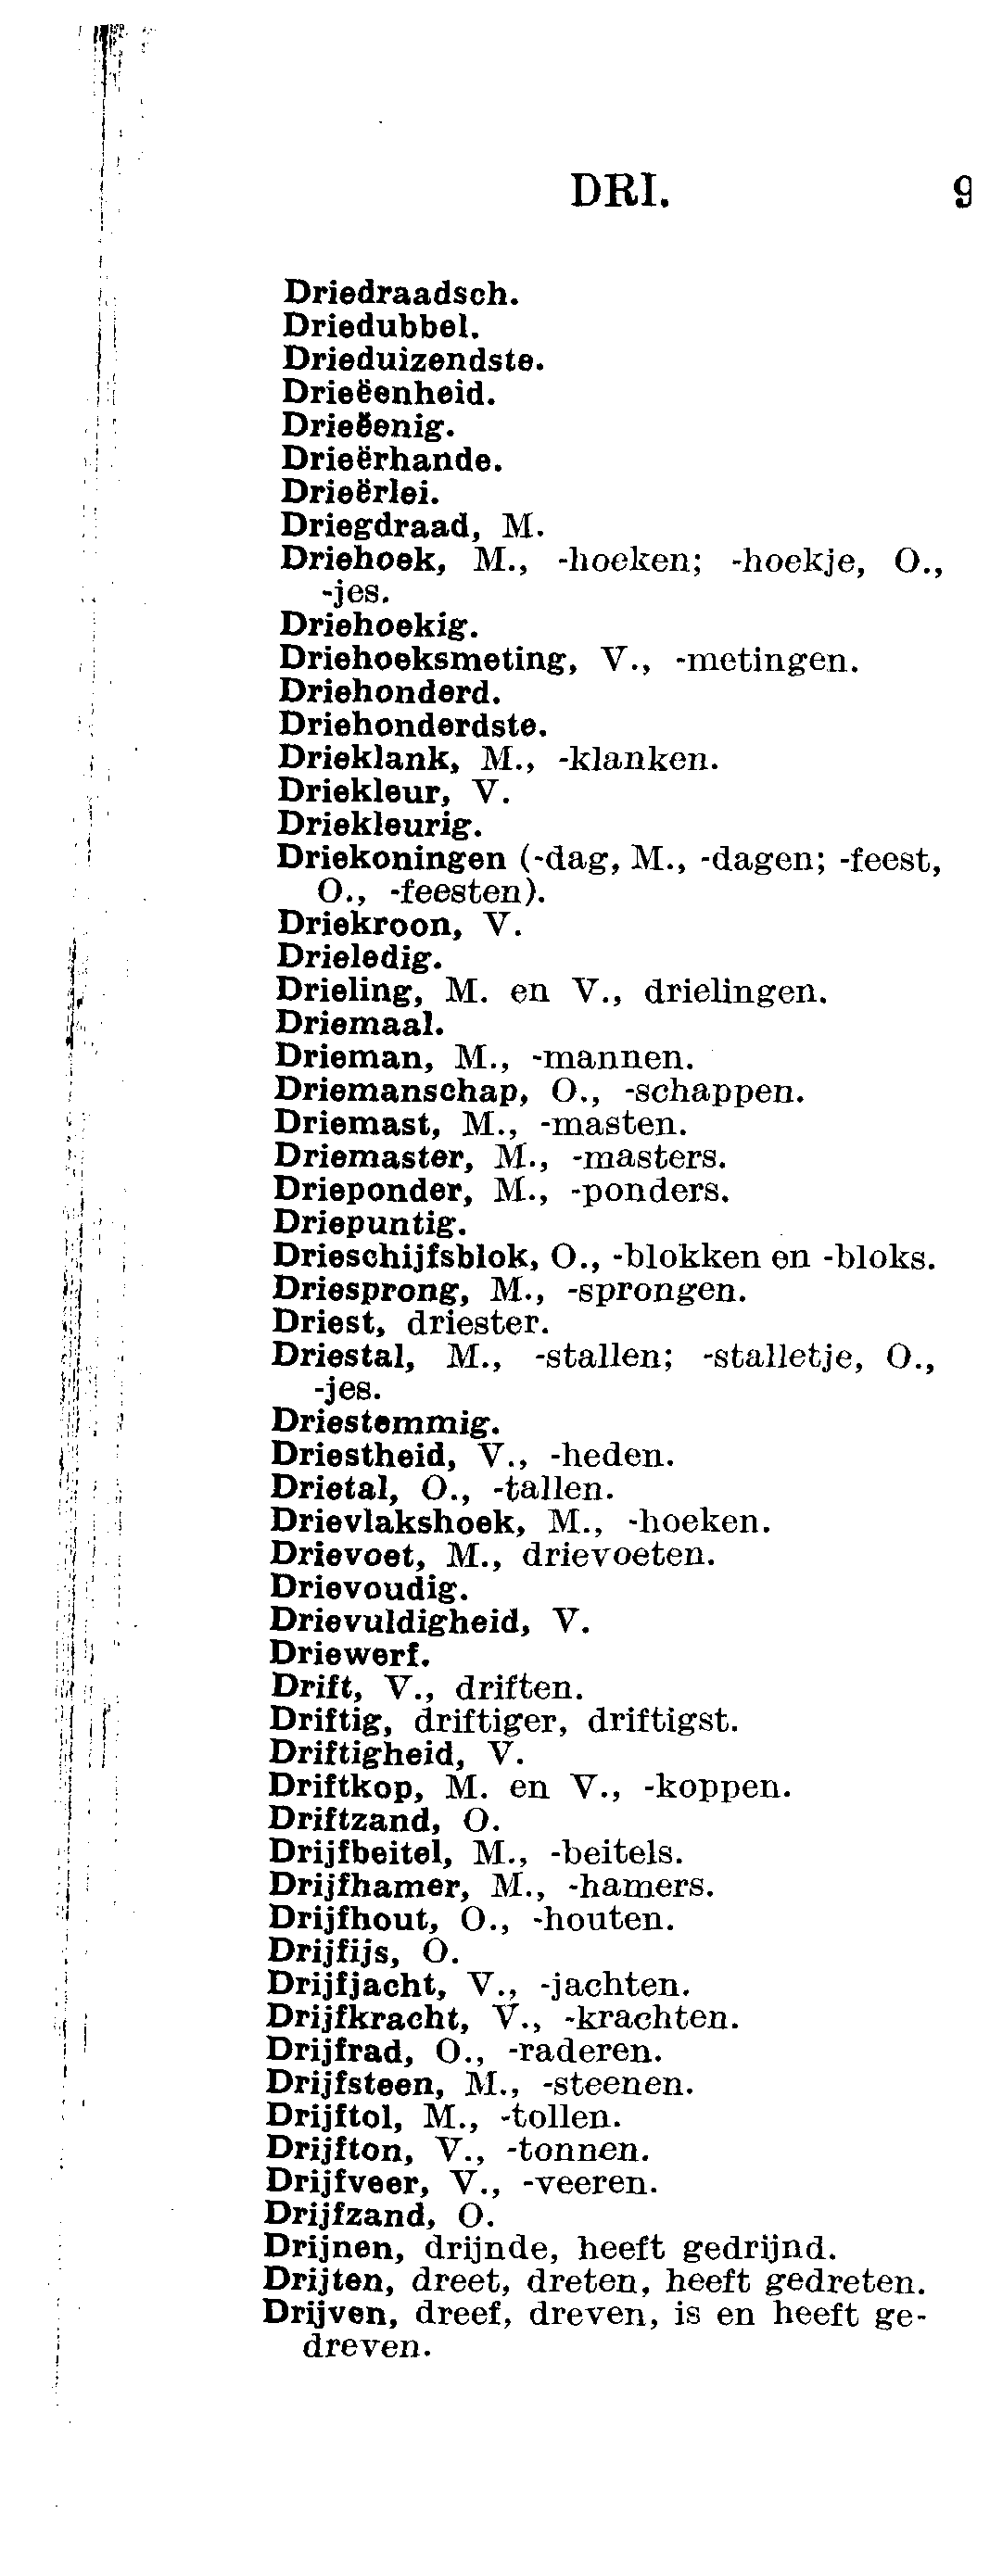 DRI. 9
Driedraadsch.
Driedubbel.
Drieduizendste.
Drieëenheid.
Drieëenig.
Drieërhande.
Drieërlei.
Driegdraad, M.
Driehoek, M., -hoeken; -hoekje, O.,
-jes.
Driehoekig.
Driehoeksmeting, V., -metingen.
Driehonderd.
Driehonderdste.
Drieklank, M., -klanken.
Driekleur, V.
Driekleurig.
Driekoningen (-dag, M., -dagen; -feest,
O., -feesten).
Driekroon, V.
Drieledig.
Drieling, M. en V., drielingen.
Driemaal.
Drieman, M., -mannen.
Driemanschap, O., -schappen.
Driemast, M., -masten.
Driemaster, M., -masters.
Drieponder, M., -ponders.
Driepuntig.
Drieschijfsblok, O., -blokken en -bloks.
Driesprong, M., -sprongen.
Driest, driester.
Driestal, M., -stallen; -stalletje, O.,
-jes.
Driestemmig.
Driestheid, V., -heden.
Drietal, O., -tallen.
Drievlakshoek, M., -hoeken.
Drievoet, M., drievoeten.
Drievoudig.
Drievuldigheid, V.
Driewerf.
Drift, V., driften.
Driftig, driftiger, driftigst.
Driftigheid, V.
Driftkop, M. en V., -koppen.
Driftzand, O.
Drijfbeitel, M., -beitels.
Drijfhamer, M., -hamers.
Drijfhout, O., -houten.
Drijfijs, O.
Drijfjacht, V., -jachten.
Drijfkracht, V., -krachten.
Drijfrad, O., -raderen.
Drijfsteen, M., -steenen.
Drijftol, M., -tollen.
Drijfton, V., -tonnen.
Drijfveer, V., -veeren.
Drijfzand, O.
Drijnen, drijnde, heeft gedrijnd.
Drijten, dreet, dreten, heeft gedreten.
Drijven, dreef, dreven, is en heeft ge-
dreven.